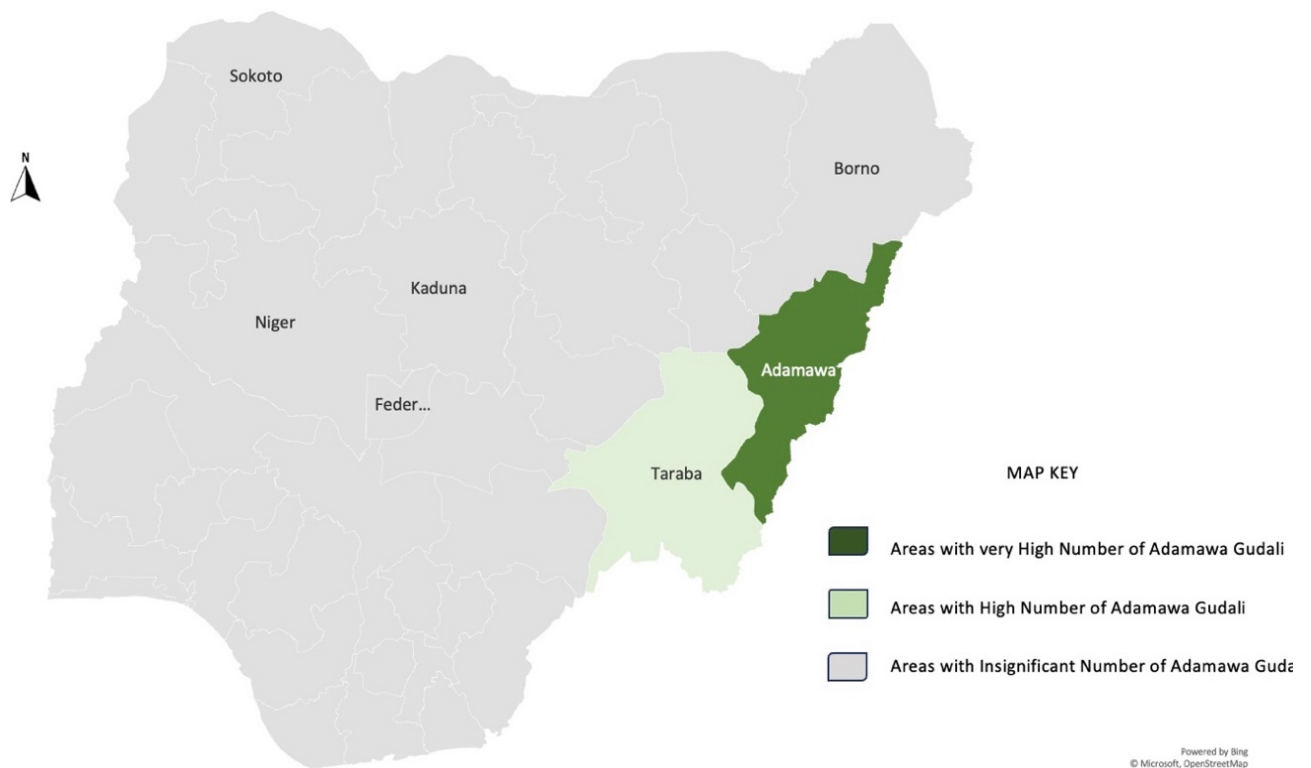 Sokoto
N
Borno
Kaduna
Niger
Adamawa
Feder...
Taraba
MAP KEY
Areas with very High Number of Adamawa Gudali
Areas with High Number of Adamawa Gudali
Areas with Insignificant Number of Adamawa Guda
Powered by Bing
© Microsoft, OpenStreetMap